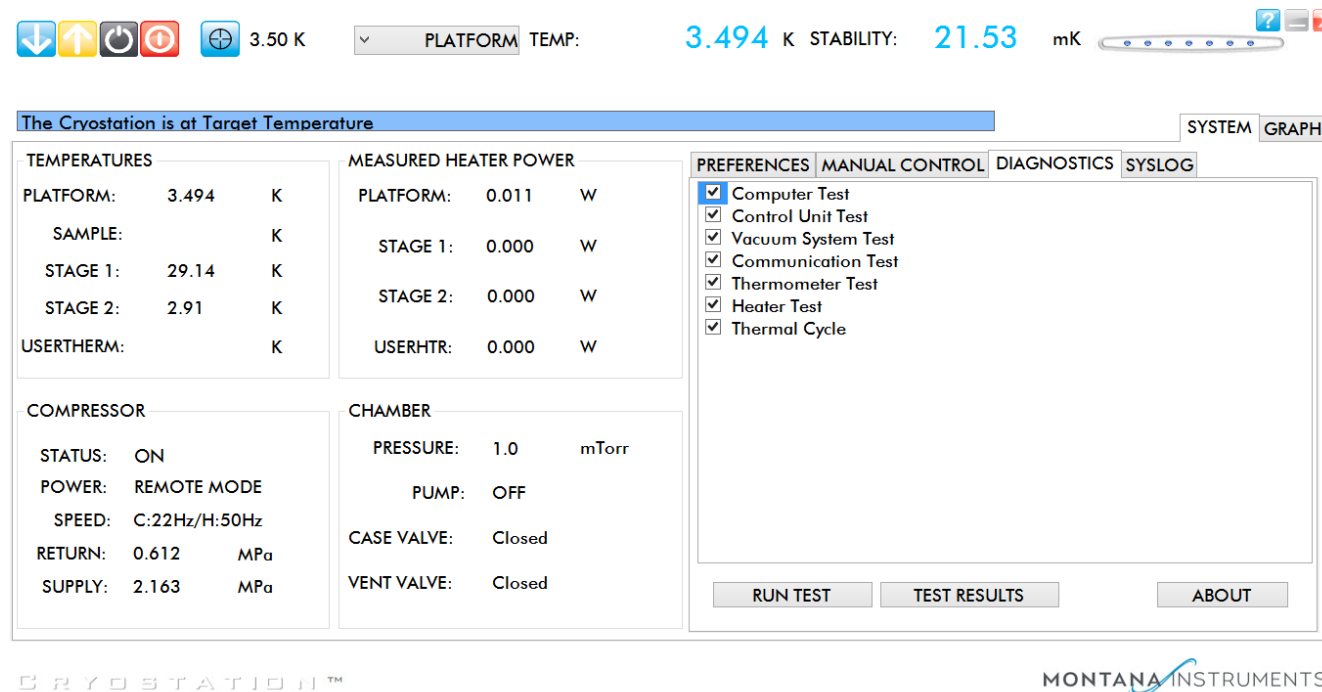 3.50 K PLATFORM TEMP: 3.494 K STABILITY: 21.53 mK ?
The Cryostation is at Target Temperature
SYSTEM GRAPH
TEMPERATURES
PLATFORM: 3.494 K
SAMPLE: K
STAGE 1: 29.14 K
STAGE 2: 2.91 K
USERTHERM: K
MEASURED HEATER POWER
PLATFORM: 0.011 W
STAGE 1: 0.000 W
STAGE 2: 0.000 W
USERHTR: 0.000 W
PREFERENCES MANUAL CONTROL DIAGNOSTICS SYSLOG
Computer Test
Control Unit Test
Vacuum System Test
Communication Test
Thermometer Test
Heater Test
Thermal Cycle
COMPRESSOR
STATUS: ON
POWER: REMOTE MODE
SPEED: C:22Hz/H:50Hz
RETURN: 0.612 MPa
SUPPLY: 2.163 MPa
CHAMBER
PRESSURE: 1.0 mTorr
PUMP: OFF
CASE VALVE: Closed
VENT VALVE: Closed
RUN TEST TEST RESULTS ABOUT
CRYOSTATION™
MONTANA INSTRUMENTS